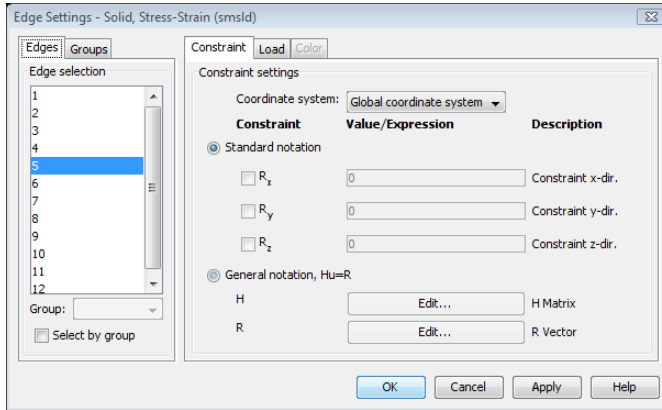 Edge Settings - Solid, Stress-Strain (smsld)
Edges Groups
Edge selection
1
2
3
4
5
6
7
8
9
10
11
12
Group:
Select by group
Constraint Load Color
Constraint settings
Coordinate system: Global coordinate system
Constraint Value/Expression Description
Standard notation
Rx 0 Constraint x-dir.
Ry 0 Constraint y-dir.
Rz 0 Constraint z-dir.
General notation, Hu=R
H Edit... H Matrix
R Edit... R Vector
OK Cancel Apply Help